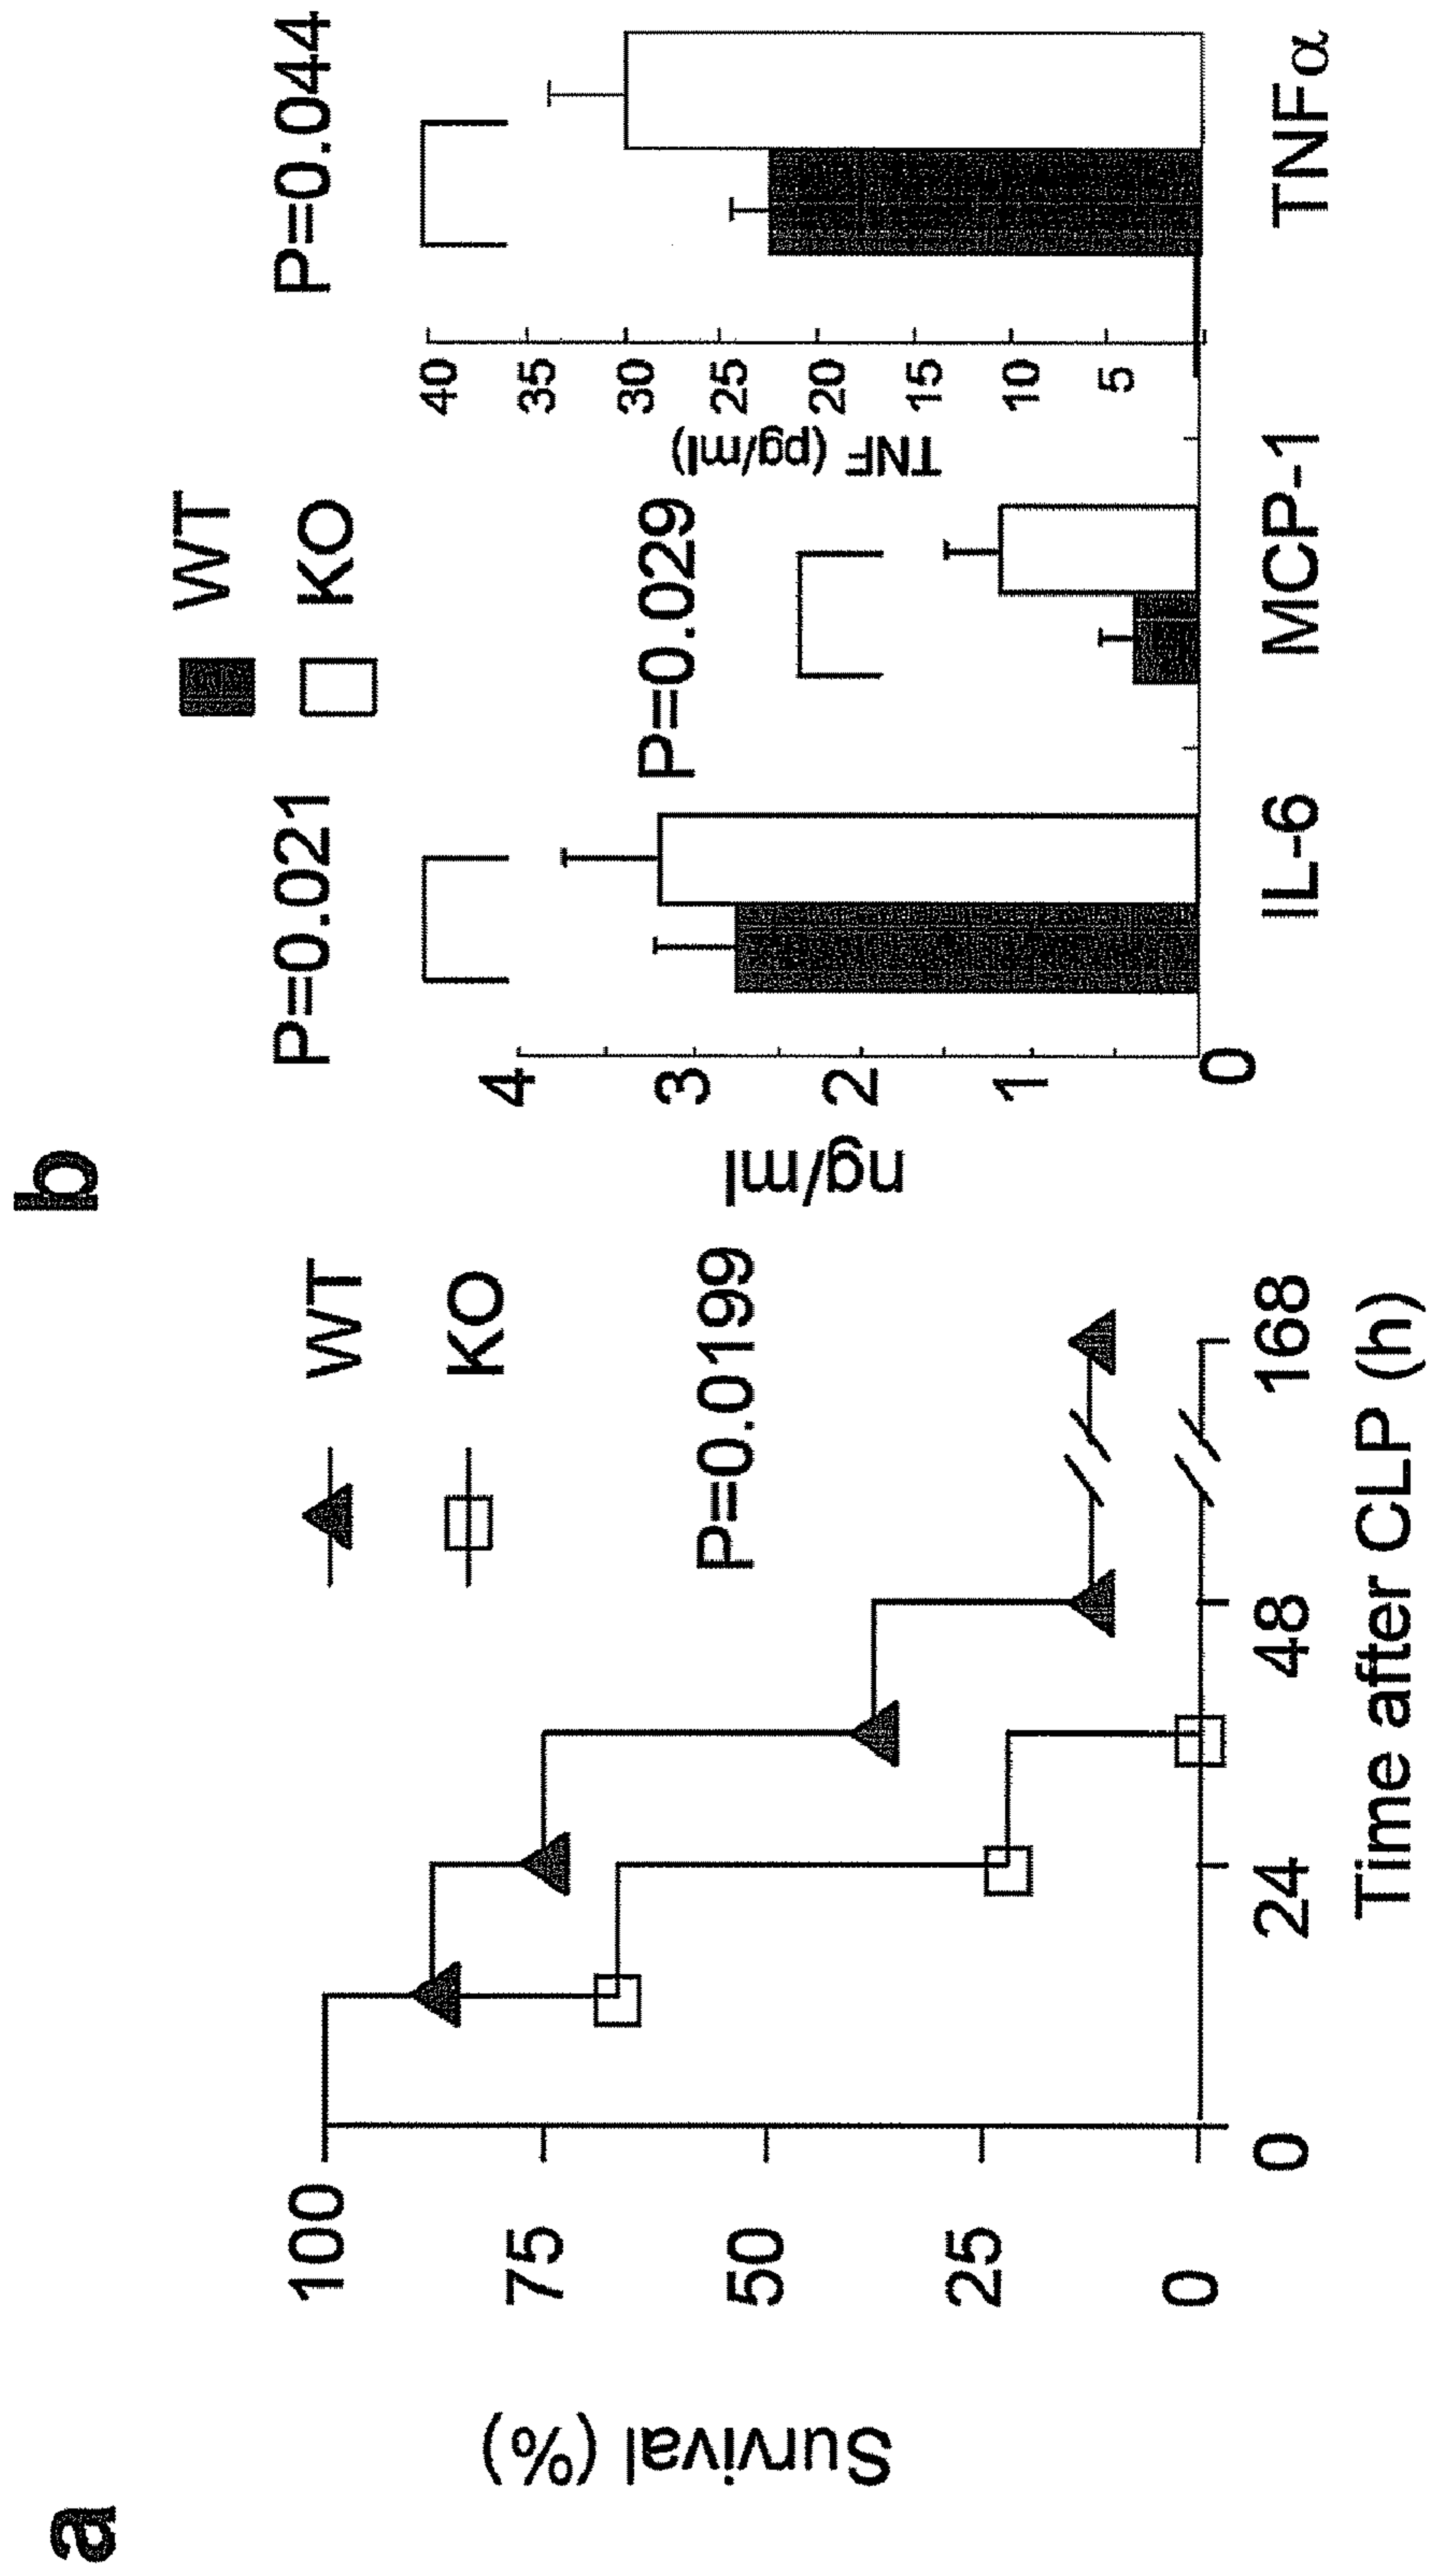 a
Survival (%)
100
75
50
25
0
0
24
48
168
Time after CLP (h)
WT
KO
P=0.0199
b
WT
KO
ng/ml
4
3
2
1
0
P=0.021
P=0.029
P=0.044
TNF (pg/ml)
40
35
30
25
20
15
10
5
IL-6
MCP-1
TNFα